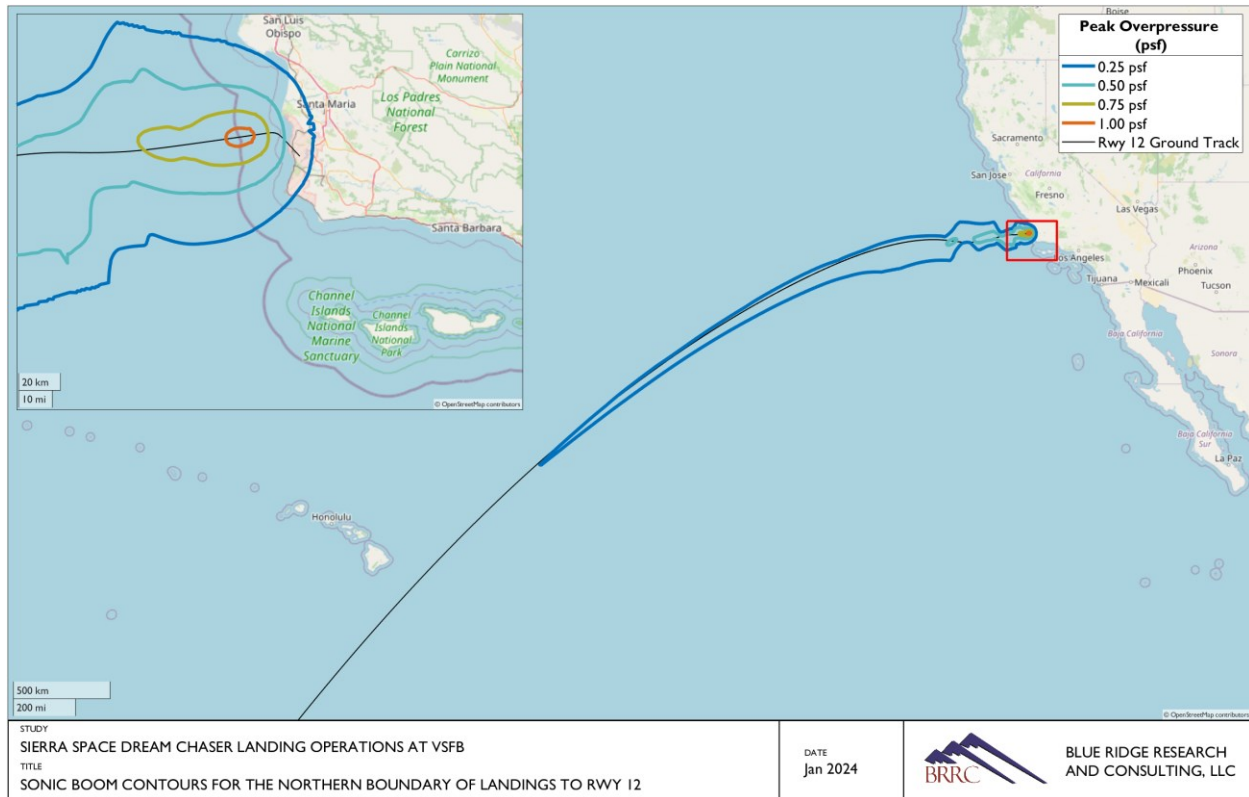 San Luis
Obispo
Carrizo
Plain National
Monument
Los Padres
National
Forest
Santa Maria
Santa Barbara
Channel
Islands
National
Marine
Sanctuary
Channel
Islands
National
Park
20 km
10 mi
© OpenStreetMap contributors
Boise
Peak Overpressure
(psf)
0.25 psf
0.50 psf
0.75 psf
1.00 psf
Rwy 12 Ground Track
Sacramento
San Jose
California
Fresno
Las Vegas
Los Angeles
Arizona
Phoenix
Tijuana
Mexicali
Tucson
Baja California
Sonora
Baja California
Sur
La Paz
Honolulu
500 km
200 mi
© OpenStreetMap contributors
STUDY
SIERRA SPACE DREAM CHASER LANDING OPERATIONS AT VSFB
TITLE
SONIC BOOM CONTOURS FOR THE NORTHERN BOUNDARY OF LANDINGS TO RWY 12
DATE
Jan 2024
BRRC
BLUE RIDGE RESEARCH
AND CONSULTING, LLC